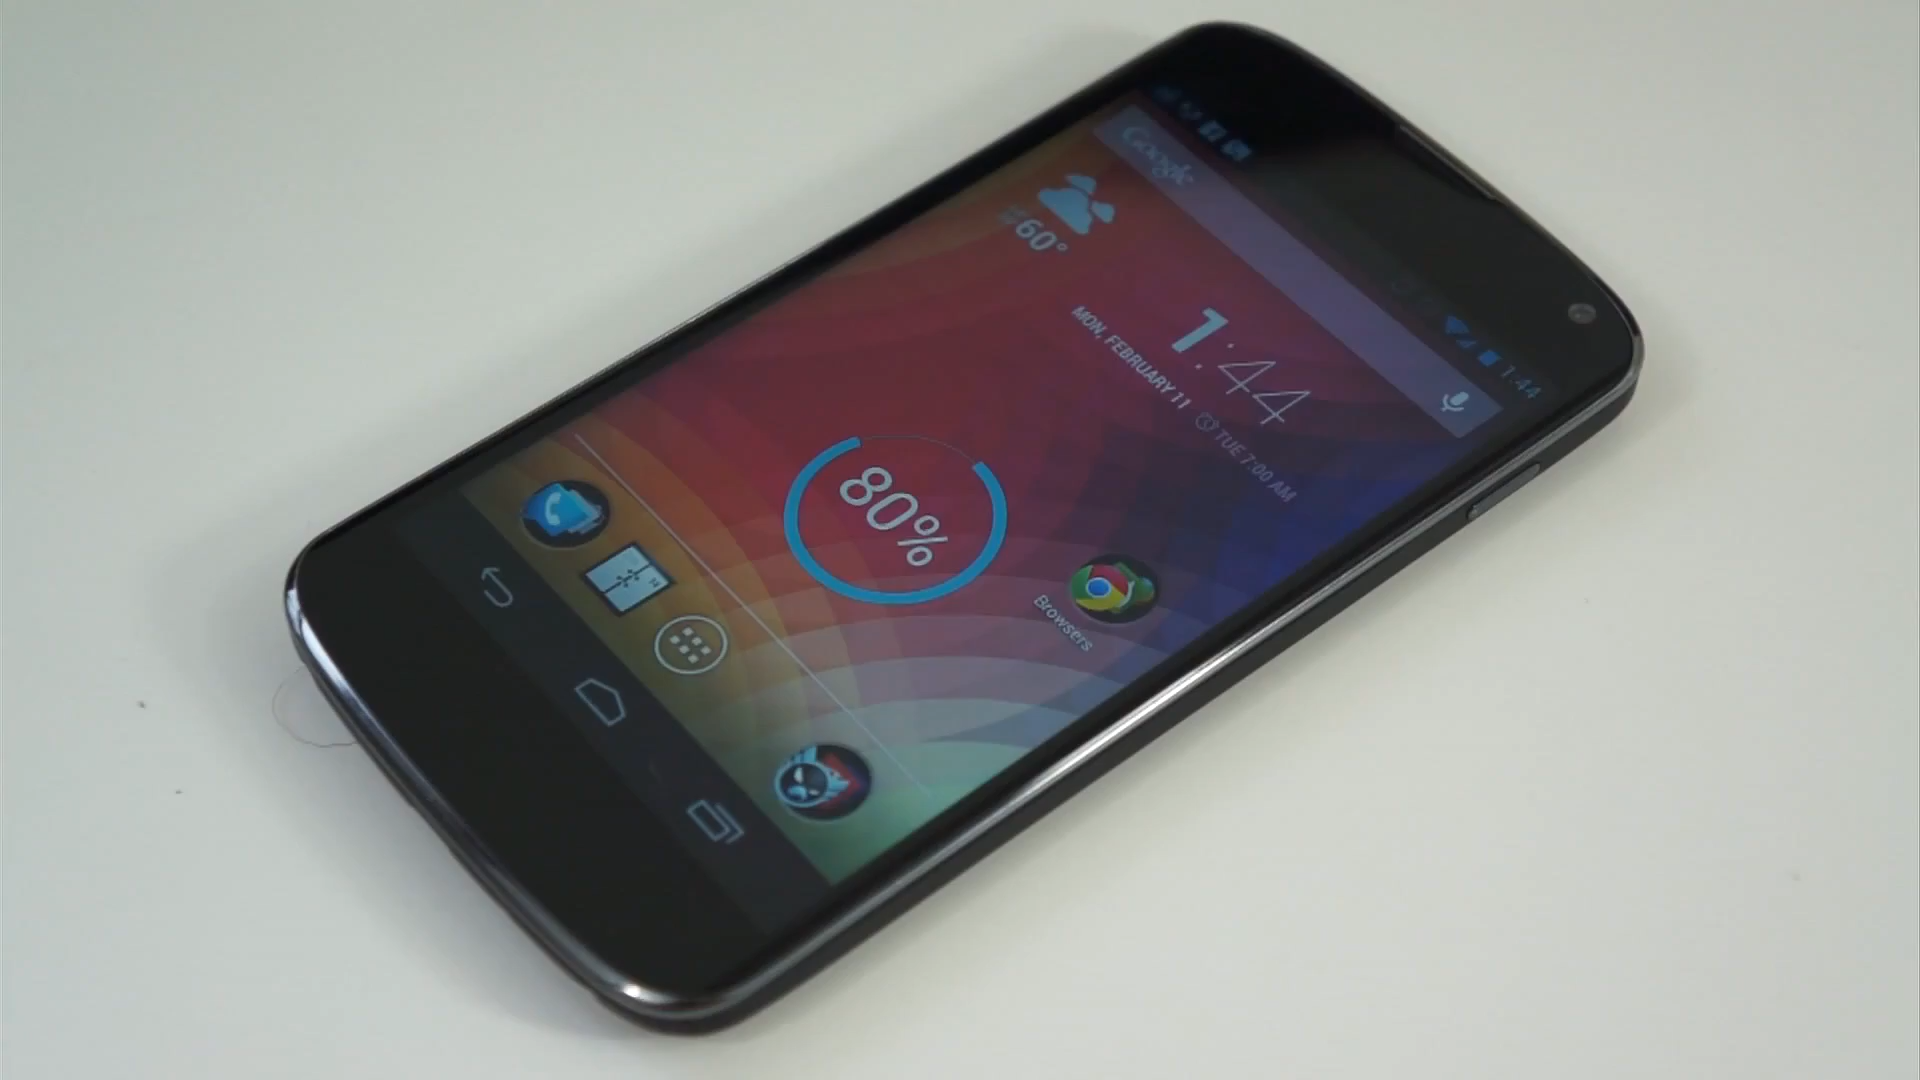 1:44
Google
60°
1:44
MON, FEBRUARY 11
TUE 7:00 AM
80%
Browsers